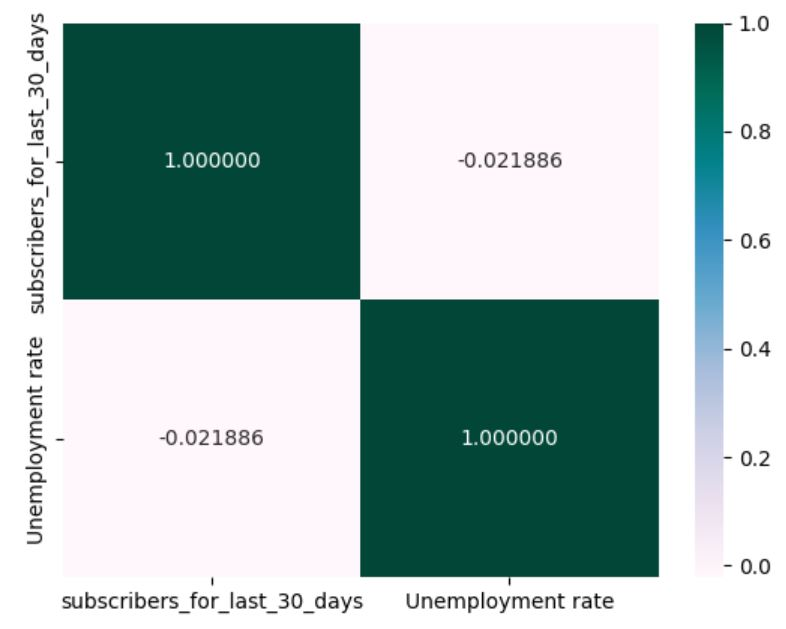 subscribers_for_last_30_days
Unemployment rate
1.000000
-0.021886
-0.021886
1.000000
subscribers_for_last_30_days
Unemployment rate
1.0
0.8
0.6
0.4
0.2
0.0